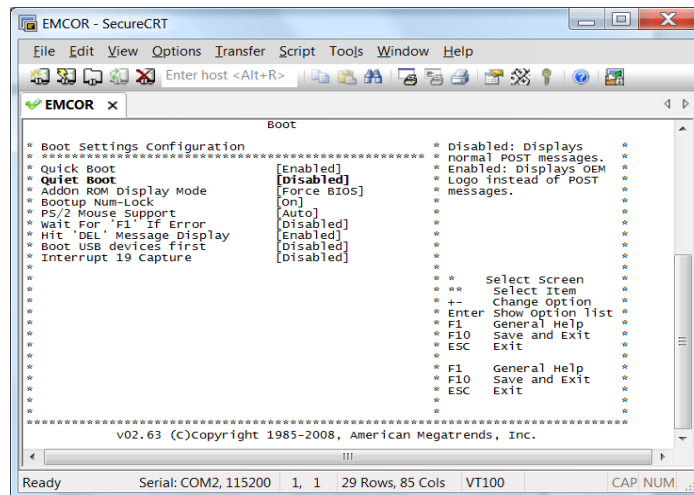 EMCOR - SecureCRT
File Edit View Options Transfer Script Tools Window Help
Enter host <Alt+R>
EMCOR ×
Boot
* Boot Settings Configuration * Disabled: Displays *
* *************************************************** * normal POST messages. *
* Quick Boot [Enabled] * Enabled: Displays OEM *
* Quiet Boot [Disabled] * Logo instead of POST *
* AddOn ROM Display Mode [Force BIOS] * messages. *
* Bootup Num-Lock [On] * *
* PS/2 Mouse Support [Auto] * *
* Wait For 'F1' If Error [Disabled] * *
* Hit 'DEL' Message Display [Enabled] * *
* Boot USB devices first [Disabled] * *
* Interrupt 19 Capture [Disabled] * *
* * *
* * * Select Screen *
* * ** Select Item *
* * +- Change Option *
* * Enter Show Option list *
* * F1 General Help *
* * F10 Save and Exit *
* * ESC Exit *
* * *
* * F1 General Help *
* * F10 Save and Exit *
* * ESC Exit *
* * *
* * *
*******************************************************************************
v02.63 (C)Copyright 1985-2008, American Megatrends, Inc.
Ready Serial: COM2, 115200 1, 1 29 Rows, 85 Cols VT100 CAP NUM